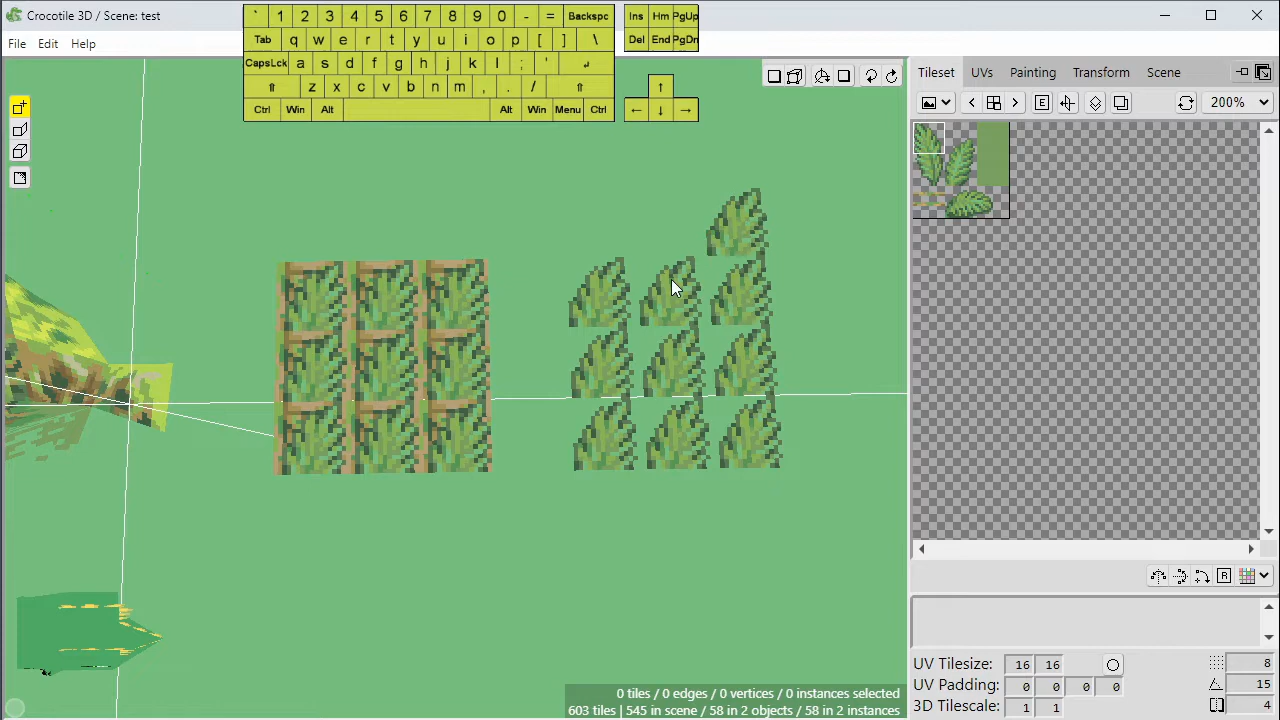 Crocotile 3D / Scene: test
File Edit Help
` 1 2 3 4 5 6 7 8 9 0 - = Backspc
Tab q w e r t y u i o p [ ] \
CapsLck a s d f g h j k l ; ' ↵
⇧ z x c v b n m , . / ⇧
Ctrl Win Alt Alt Win Menu Ctrl
Ins Hm PgUp
Del End PgDn
↑
← ↓ →
Tileset UVs Painting Transform Scene
E 200%
R
UV Tilesize: 16 16 8
UV Padding: 0 0 0 0 15
3D Tilescale: 1 1 4
0 tiles / 0 edges / 0 vertices / 0 instances selected
603 tiles | 545 in scene / 58 in 2 objects / 58 in 2 instances